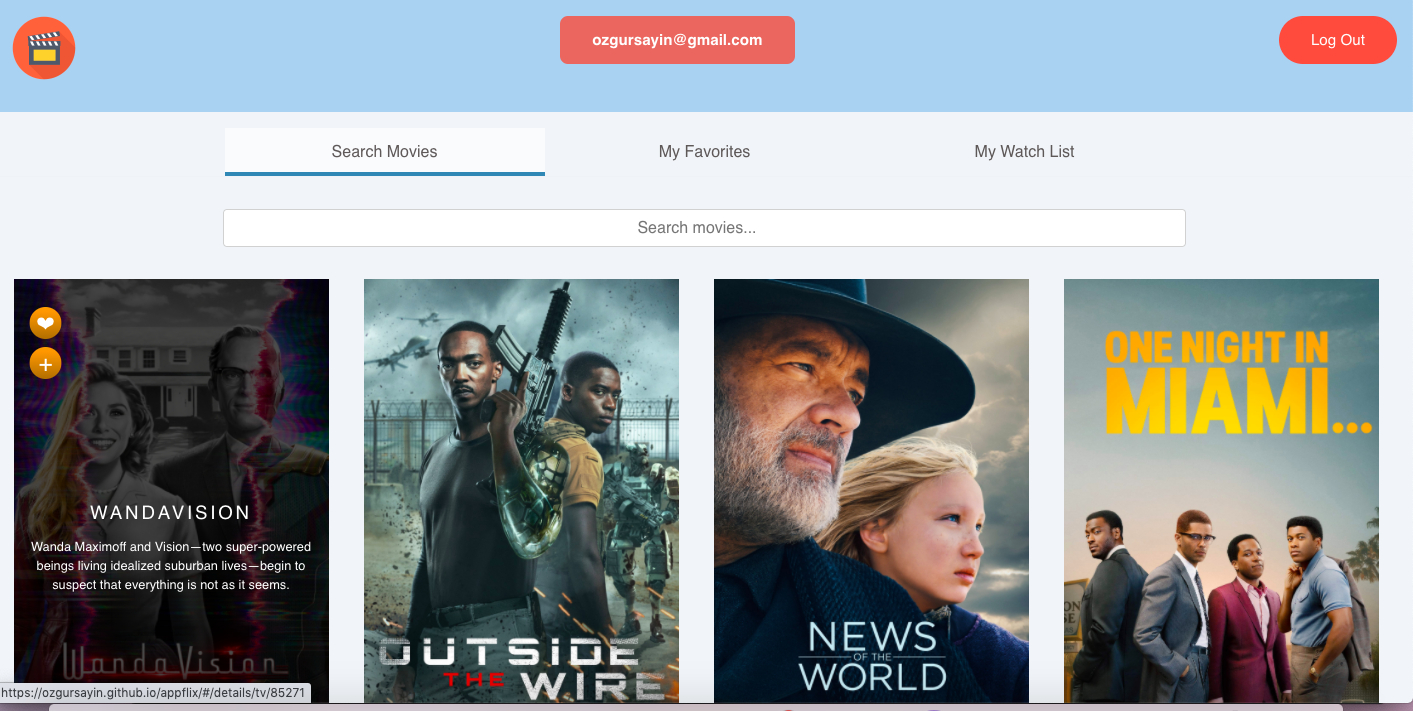 ozgursayin@gmail.com
Log Out
Search Movies
My Favorites
My Watch List
Search movies...
WANDAVISION
Wanda Maximoff and Vision—two super-powered
beings living idealized suburban lives—begin to
suspect that everything is not as it seems.
WandaVision
OUTSIDE
THE WIRE
NEWS
OF THE
WORLD
ONE NIGHT IN
MIAMI...
https://ozgursayin.github.io/appflix/#/details/tv/85271